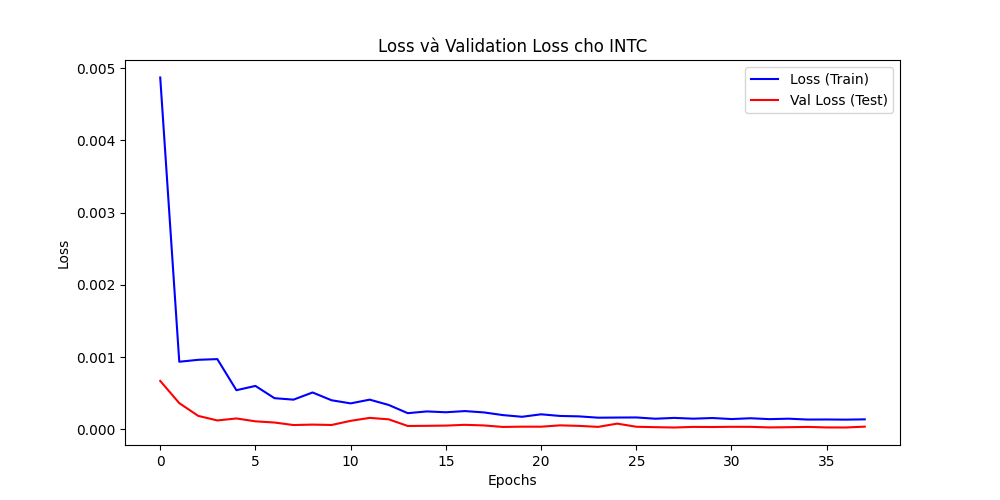 Loss và Validation Loss cho INTC
Loss (Train)
Val Loss (Test)
Loss
0.005
0.004
0.003
0.002
0.001
0.000
0 5 10 15 20 25 30 35
Epochs